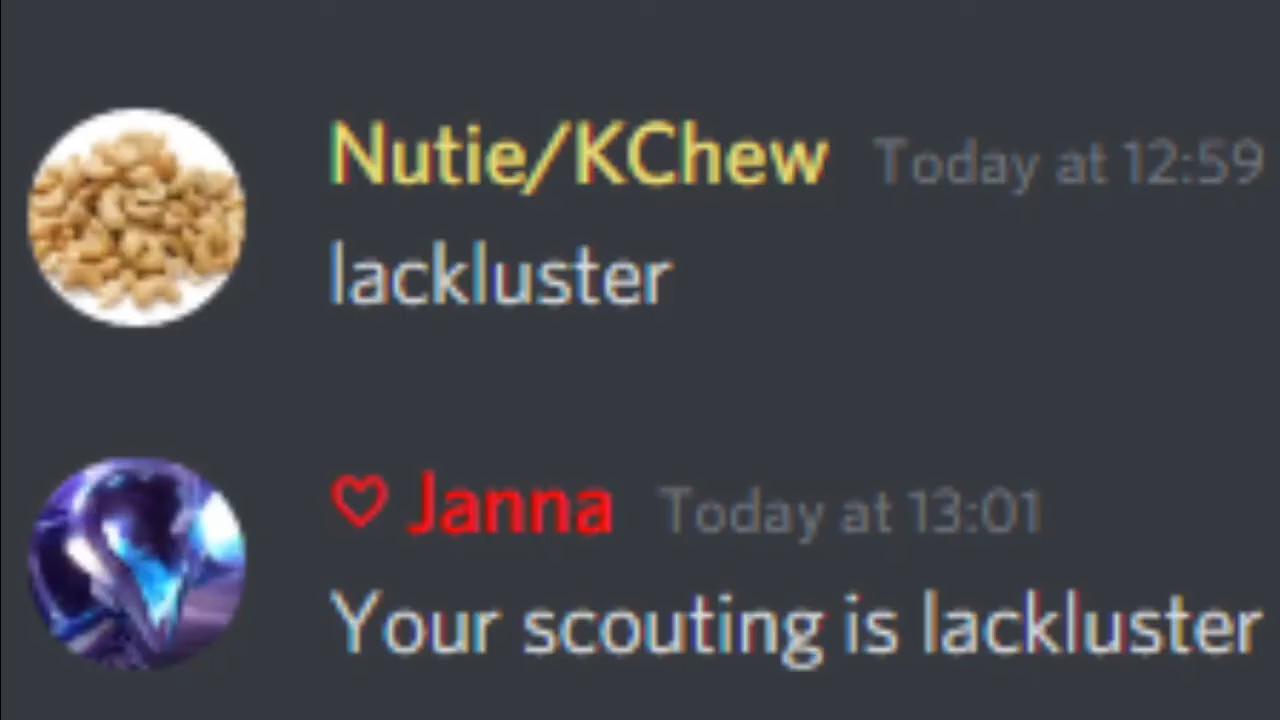 Nutie/KChew Today at 12:59
lackluster
♡ Janna Today at 13:01
Your scouting is lackluster